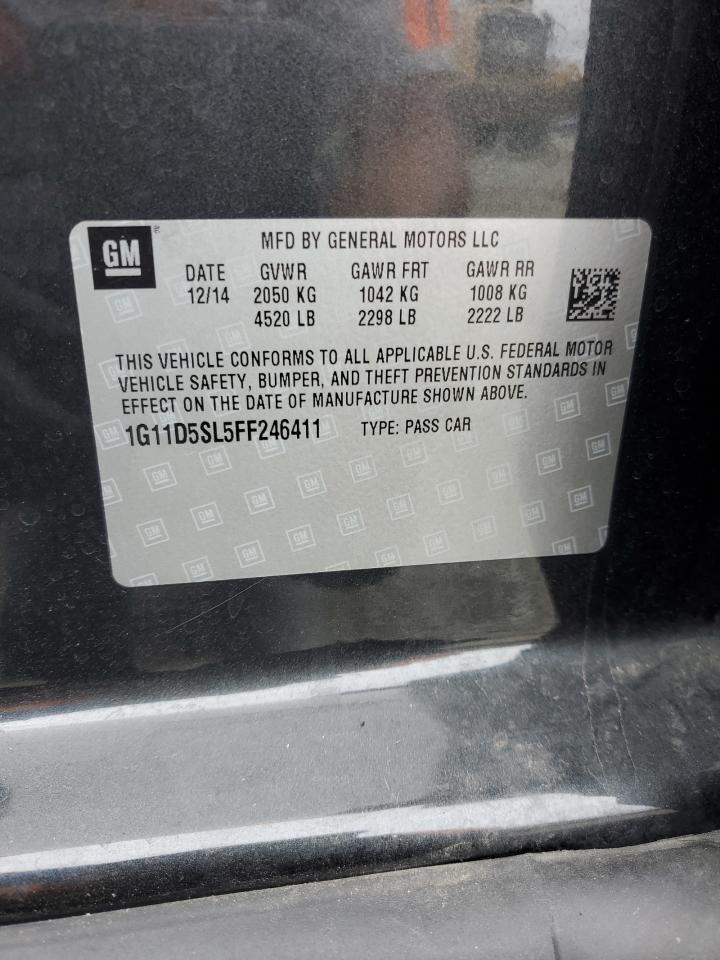 GM
MFD BY GENERAL MOTORS LLC
DATE GVWR GAWR FRT GAWR RR
12/14 2050 KG 1042 KG 1008 KG
4520 LB 2298 LB 2222 LB
THIS VEHICLE CONFORMS TO ALL APPLICABLE U.S. FEDERAL MOTOR
VEHICLE SAFETY, BUMPER, AND THEFT PREVENTION STANDARDS IN
EFFECT ON THE DATE OF MANUFACTURE SHOWN ABOVE.
1G11D5SL5FF246411 TYPE: PASS CAR